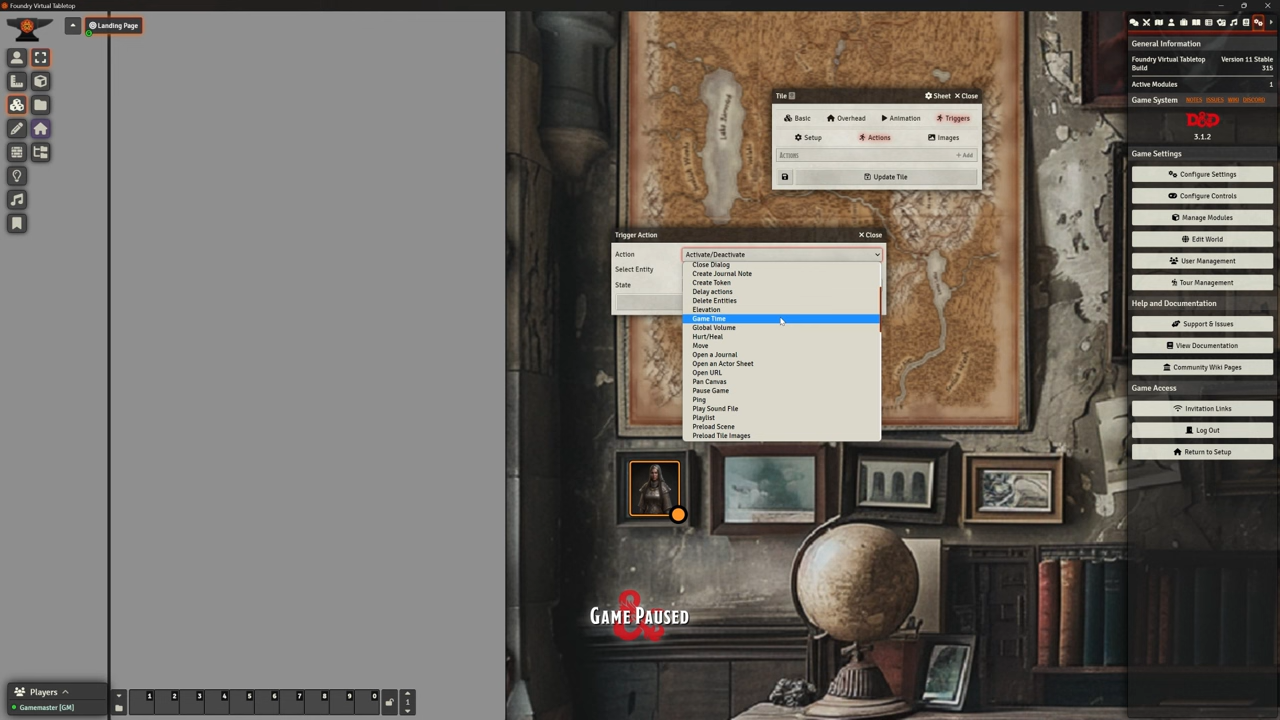 Foundry Virtual Tabletop
Landing Page
G
Tile
Sheet
Close
Basic
Overhead
Animation
Triggers
Setup
Actions
Images
Actions
+ Add
Update Tile
Trigger Action
Close
Action
Activate/Deactivate
Select Entity
State
Close Dialog
Create Journal Note
Create Token
Delay actions
Delete Entities
Elevation
Game Time
Global Volume
Hurt/Heal
Move
Open a Journal
Open an Actor Sheet
Open URL
Pan Canvas
Pause Game
Ping
Play Sound File
Playlist
Preload Scene
Preload Tile Images
Game Paused
General Information
Foundry Virtual Tabletop Version 11 Stable
Build 315
Active Modules 1
Game System NOTES ISSUES WIKI DISCORD
D&D
3.1.2
Game Settings
Configure Settings
Configure Controls
Manage Modules
Edit World
User Management
Tour Management
Help and Documentation
Support & Issues
View Documentation
Community Wiki Pages
Game Access
Invitation Links
Log Out
Return to Setup
Players
Gamemaster [GM]
1 2 3 4 5 6 7 8 9 0
1